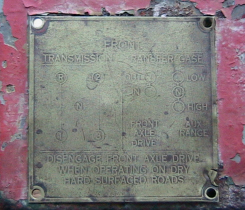 FRONT
TRANSMISSION TRANSFER CASE
R OUT LOW
IN N
N HIGH
FRONT AUX
AXLE RANGE
DRIVE
DISENGAGE FRONT AXLE DRIVE
WHEN OPERATING ON DRY
HARD SURFACED ROADS